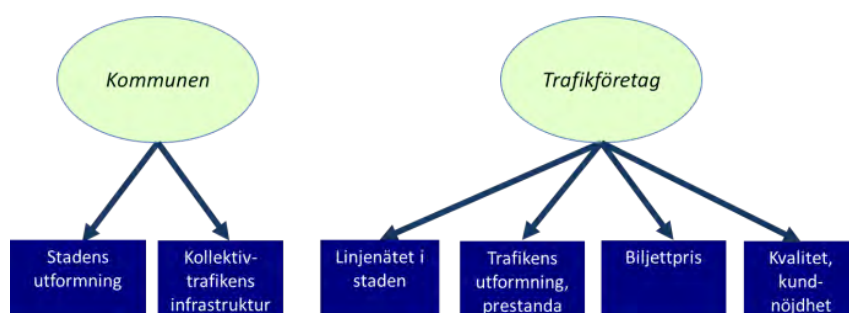 Kommunen
Trafikföretag
Stadens
utformning
Kollektiv-
trafikens
infrastruktur
Linjenätet i
staden
Trafikens
utformning,
prestanda
Biljettpris
Kvalitet,
kund-
nöjdhet